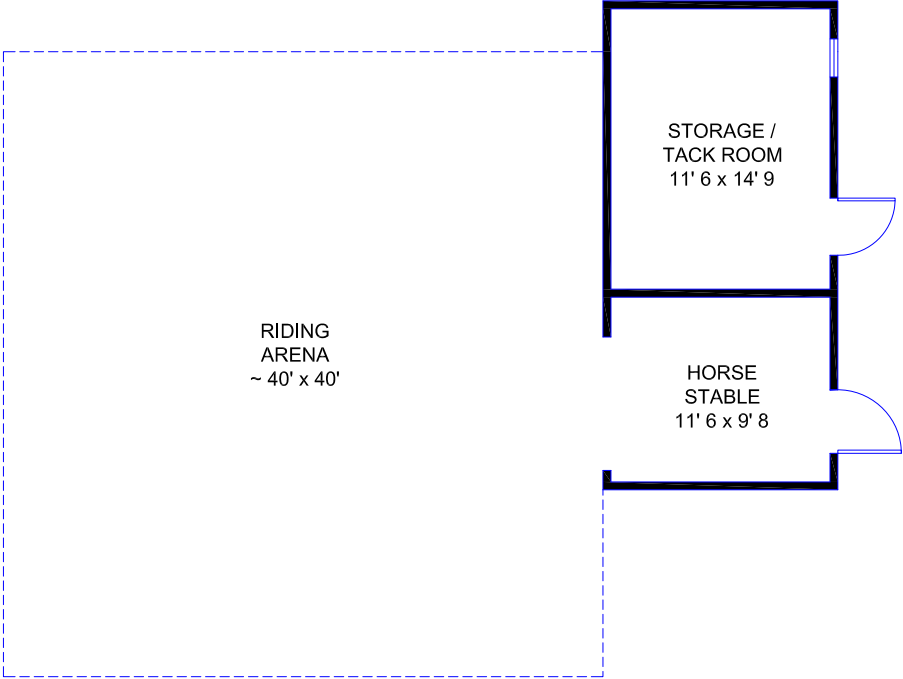 STORAGE /
TACK ROOM
11' 6 x 14' 9
RIDING
ARENA
~ 40' x 40'
HORSE
STABLE
11' 6 x 9' 8